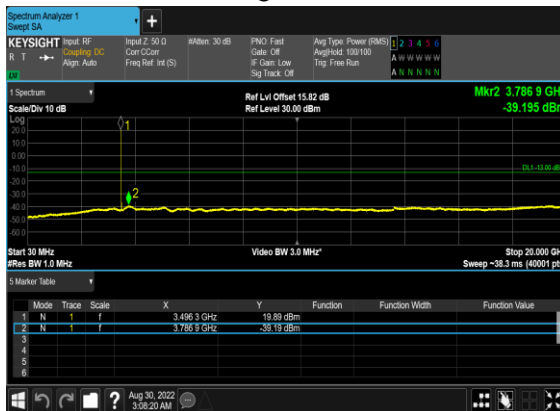 Spectrum Analyzer 1
Swept SA
KEYSIGHT Input: RF Input Z: 50 Ω #Atten: 30 dB PNO: Fast Avg Type: Power (RMS) 1 2 3 4 5 6
R T Coupling: DC Corr CCorr Gate: Off Avg|Hold: 100/100 A W W W W W
Align: Auto Freq Ref: Int (S) IF Gain: Low Trig: Free Run
Sig Track: Off A N N N N N
1 Spectrum Ref Lvl Offset 15.82 dB Mkr2 3.786 9 GH
Scale/Div 10 dB Ref Level 30.00 dBm -39.195 dB
Log
20.0
10.0
0.00
-10.0
DL1 -13.00 dB
-20.0
-30.0
-40.0
-50.0
-60.0
1
2
Start 30 MHz Video BW 3.0 MHz* Stop 20.000 GH
#Res BW 1.0 MHz Sweep ~38.3 ms (40001 pt
5 Marker Table
Mode Trace Scale X Y Function Function Width Function Value
1 N 1 f 3.496 3 GHz 19.89 dBm
2 N 1 f 3.786 9 GHz -39.19 dBm
3
4
5
6
? Aug 30, 2022
3:08:20 AM